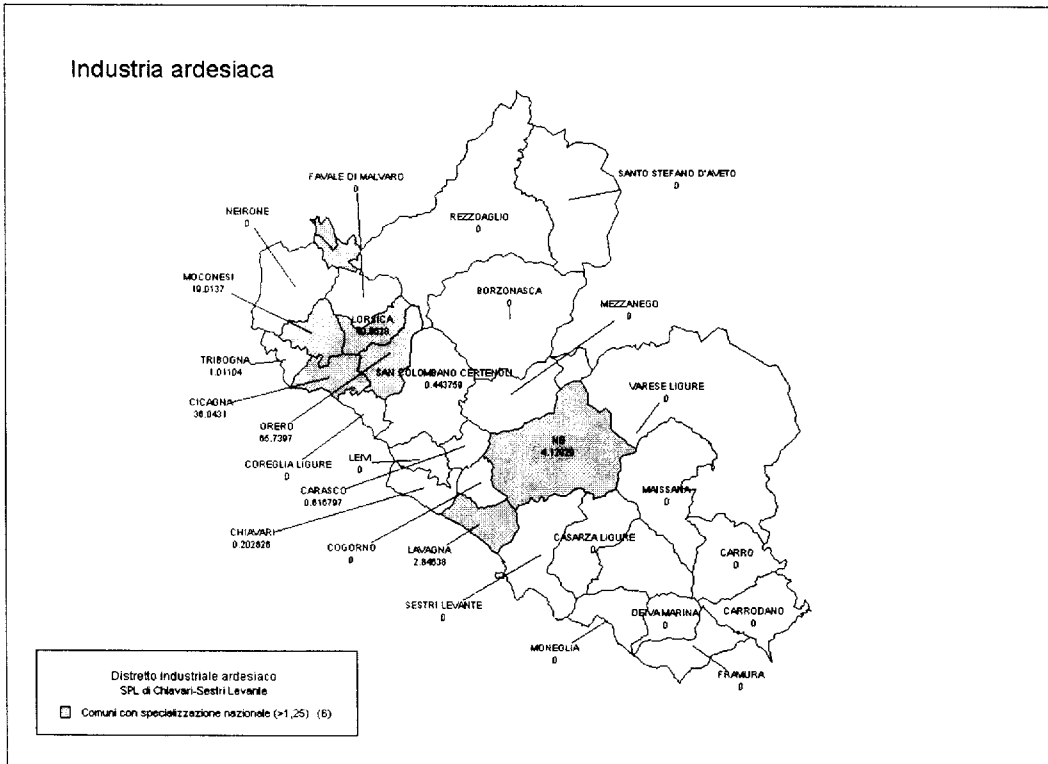 Industria ardesiaca
SANTO STEFANO D'AVETO
0
FAVALE DI MALVARO
0
NEIRONE
0
REZZOAGLIO
0
MOCONESI
19.0137
BORZONASCA
0
MEZZANEGO
0
LORSICA
TRIBOGNA
1.01104
SAN COLOMBANO CERTENOLI
0.443759
VARESE LIGURE
0
CICAGNA
36.0431
ORERO
65.7397
NE
COREGLIA LIGURE
0
LEIVI
0
CARASCO
0.616797
MAISSANA
0
CHIAVARI
0.202626
COGORNO
0
LAVAGNA
2.84638
CASARZA LIGURE
0
CARRO
0
SESTRI LEVANTE
0
DEIVA MARINA
0
CARRODANO
0
MONEGLIA
0
FRAMURA
0
Distretto industriale ardesiaco
SPL di Chiavari-Sestri Levante
Comuni con specializzazione nazionale (>1,25) (6)